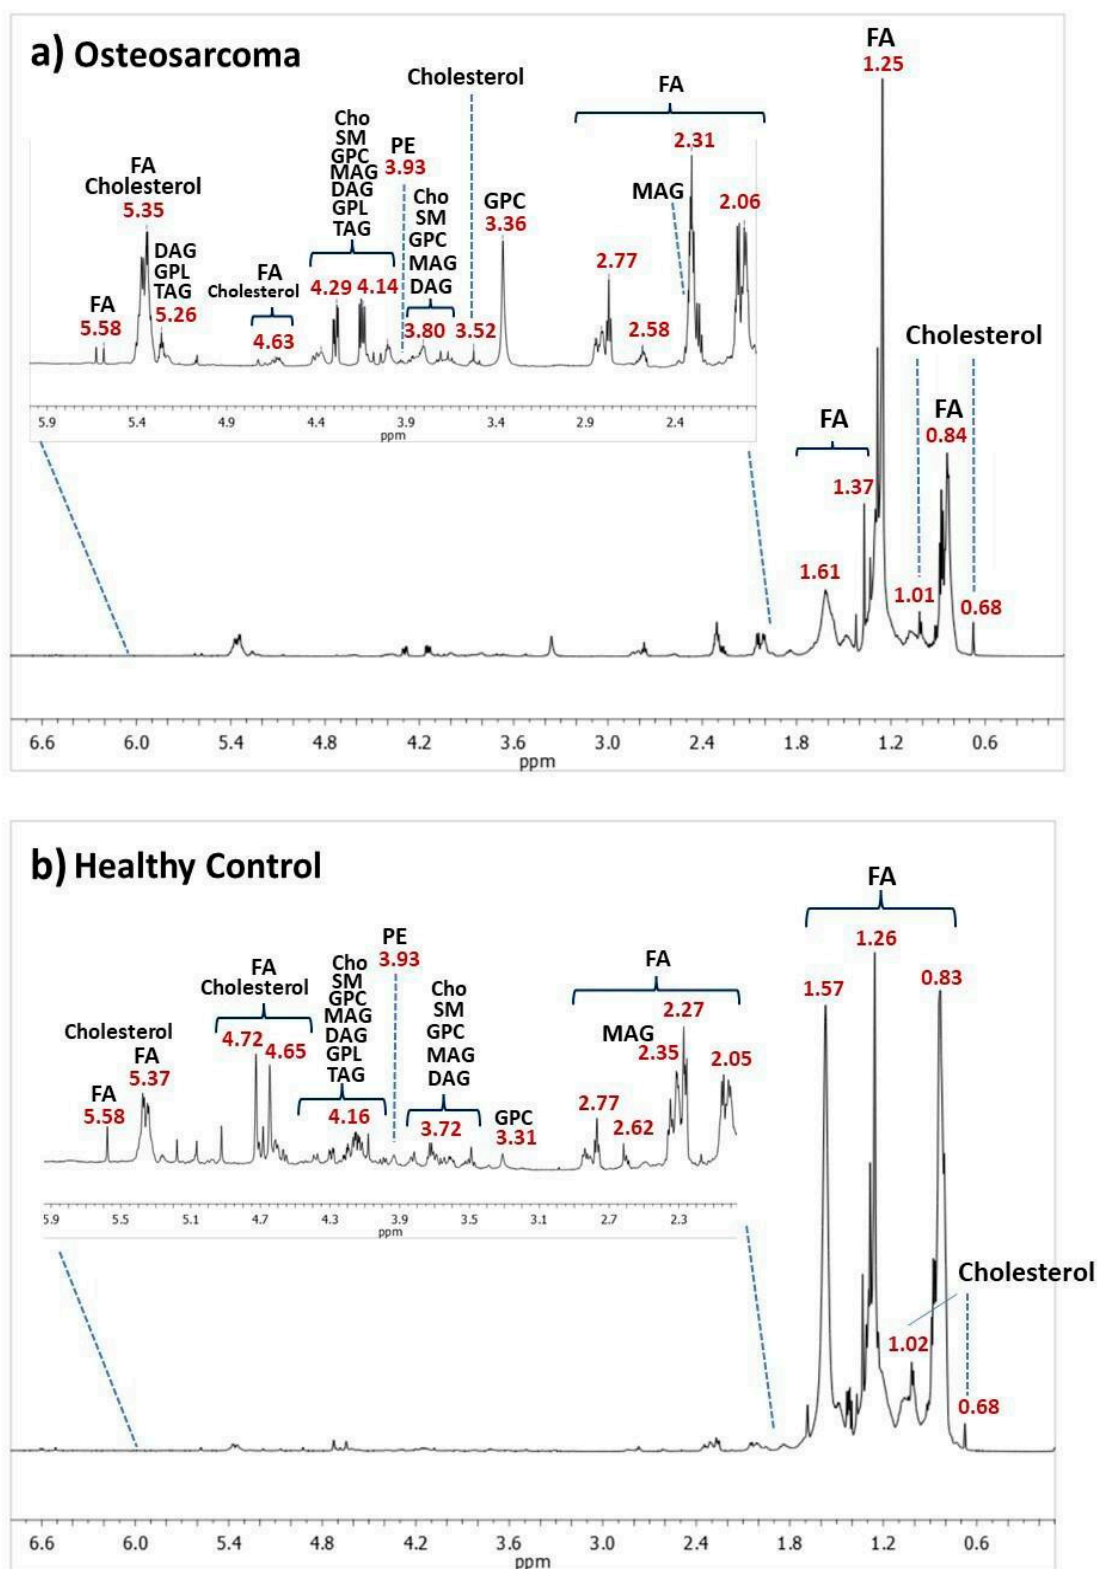 a) Osteosarcoma
FA
1.25
Cholesterol
FA
Cho
SM
GPC
MAG
DAG
GPL
TAG
PE
3.93
2.31
FA
Cholesterol
5.35
Cho
SM
GPC
MAG
DAG
GPC
3.36
MAG
2.06
DAG
GPL
TAG
5.26
FA
Cholesterol
4.63
4.29
4.14
2.77
FA
5.58
3.80
3.52
2.58
Cholesterol
5.9 5.4 4.9 4.4 3.9 3.4 2.9 2.4
ppm
FA
FA
0.84
1.37
1.61
1.01
0.68
6.6 6.0 5.4 4.8 4.2 3.6 3.0 2.4 1.8 1.2 0.6
ppm
b) Healthy Control
FA
1.26
1.57
0.83
PE
3.93
FA
Cholesterol
Cho
SM
GPC
MAG
DAG
GPL
TAG
Cho
SM
GPC
MAG
DAG
FA
2.27
Cholesterol
FA
5.37
4.72
4.65
MAG
2.35
2.05
FA
5.58
4.16
3.72
GPC
3.31
2.77
2.62
5.9 5.5 5.1 4.7 4.3 3.9 3.5 3.1 2.7 2.3
ppm
Cholesterol
1.02
0.68
6.6 6.0 5.4 4.8 4.2 3.6 3.0 2.4 1.8 1.2 0.6
ppm